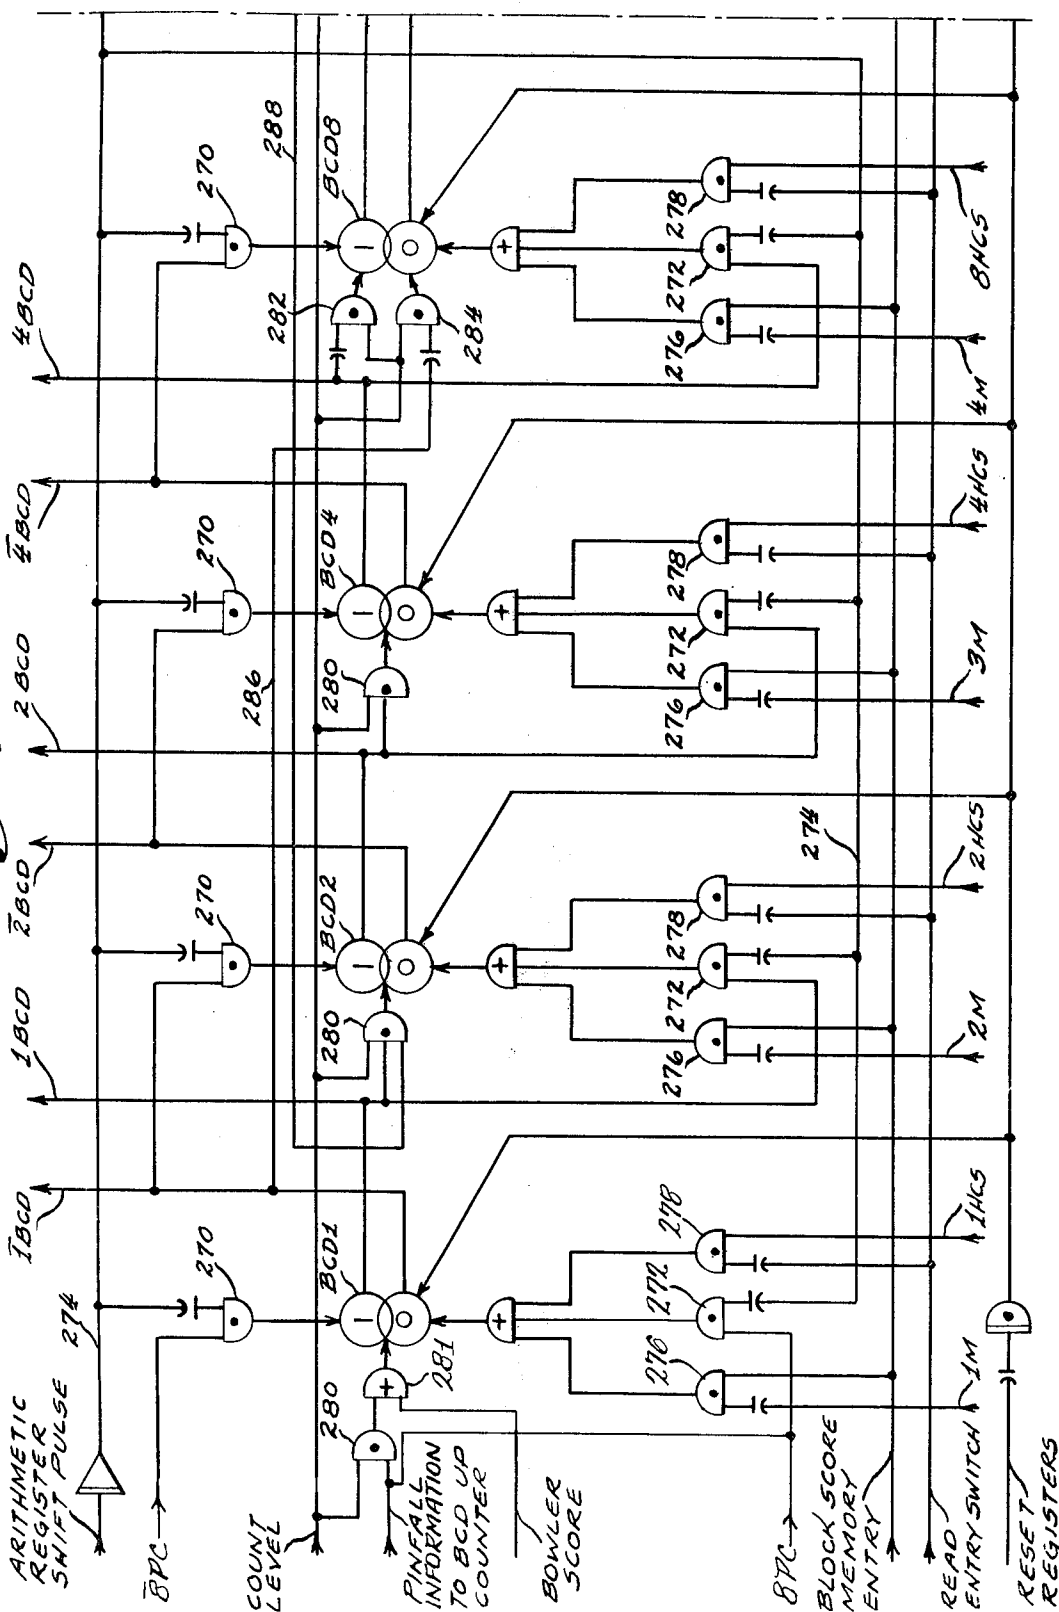 ARITHMETIC
REGISTER
SHIFT PULSE
274
8̅PC
COUNT
LEVEL
PINFALL
INFORMATION
TO BCD UP
COUNTER
BOWLER
SCORE
8PC
BLOCK SCORE
MEMORY
ENTRY
READ
ENTRY SWITCH
RESET
REGISTERS
1̅BCD
1BCD
2̅BCD
2BCD
4̅BCD
4BCD
270
270
270
270
286
288
280
281
BCD1
280
BCD2
280
BCD4
282
284
BCD8
276
272
278
276
272
278
276
272
278
276
272
278
274
1M
1HCS
2M
2HCS
3M
4HCS
4M
8HCS